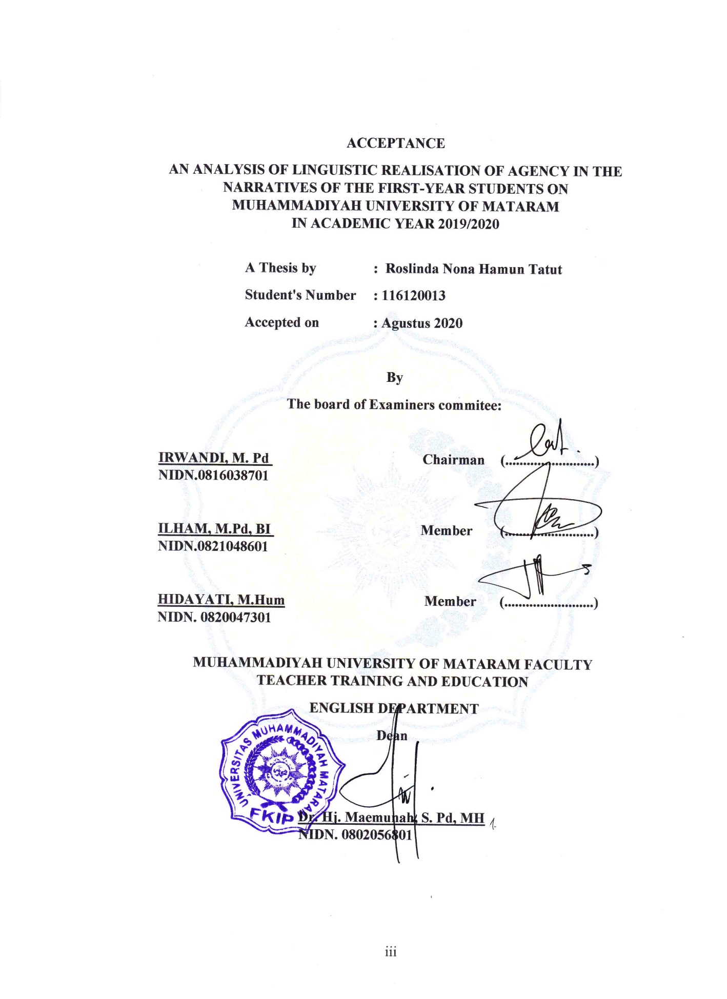 ACCEPTANCE
AN ANALYSIS OF LINGUISTIC REALISATION OF AGENCY IN THE
NARRATIVES OF THE FIRST-YEAR STUDENTS ON
MUHAMMADIYAH UNIVERSITY OF MATARAM
IN ACADEMIC YEAR 2019/2020
A Thesis by : Roslinda Nona Hamun Tatut
Student's Number : 116120013
Accepted on : Agustus 2020
By
The board of Examiners commitee:
IRWANDI, M. Pd Chairman (.........................)
NIDN.0816038701
ILHAM, M.Pd, BI Member (.........................)
NIDN.0821048601
HIDAYATI, M.Hum Member (.........................)
NIDN. 0820047301
MUHAMMADIYAH UNIVERSITY OF MATARAM FACULTY
TEACHER TRAINING AND EDUCATION
ENGLISH DEPARTMENT
Dean
UNIVERSITAS MUHAMMADIYAH MATARAM
FKIP
Dr. Hj. Maemunah, S. Pd, MH
NIDN. 0802056801
iii